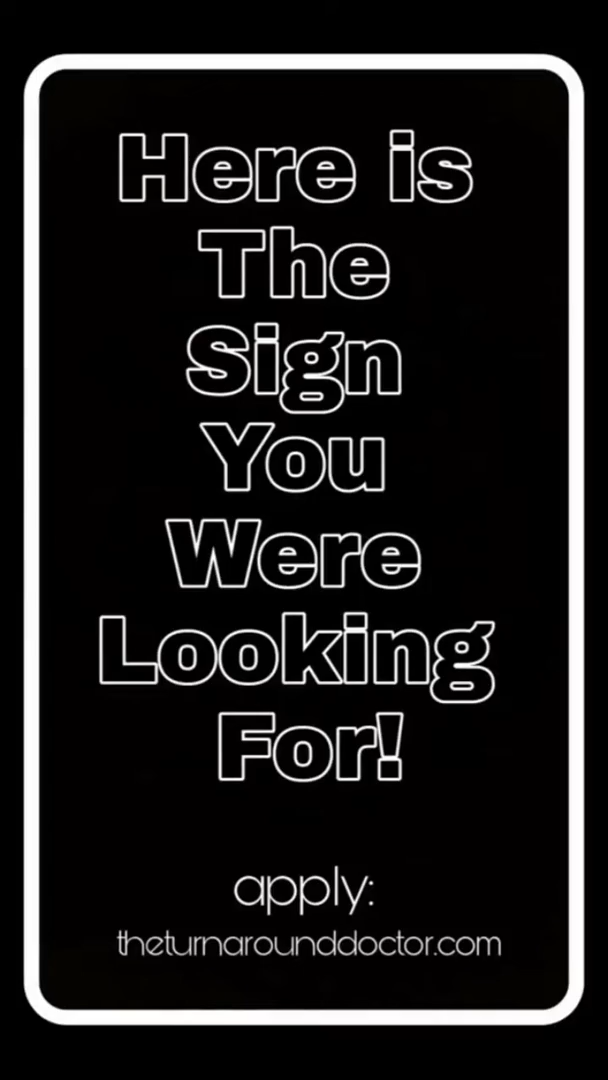 Here is
The
Sign
You
Were
Looking
For!
apply:
theturnarounddoctor.com